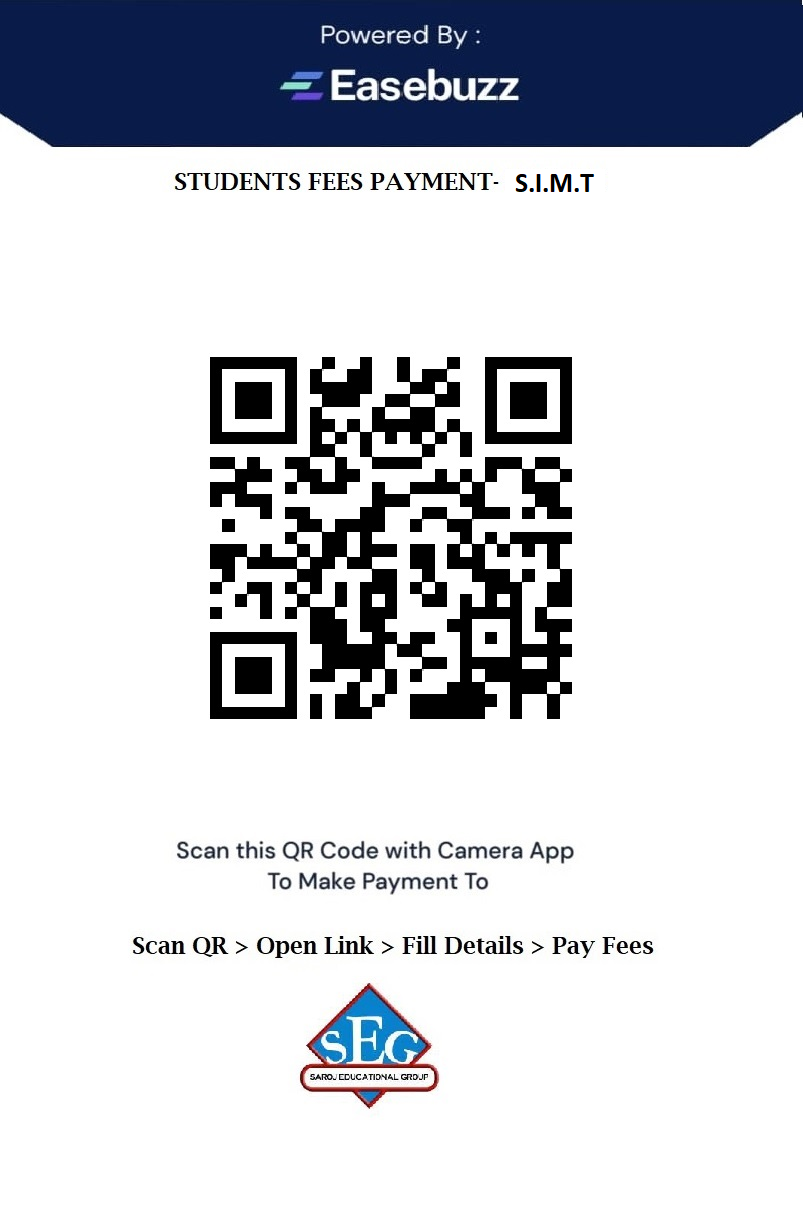 Powered By :
Easebuzz
STUDENTS FEES PAYMENT- S.I.M.T
Scan this QR Code with Camera App
To Make Payment To
Scan QR > Open Link > Fill Details > Pay Fees
SEG
SAROJ EDUCATIONAL GROUP